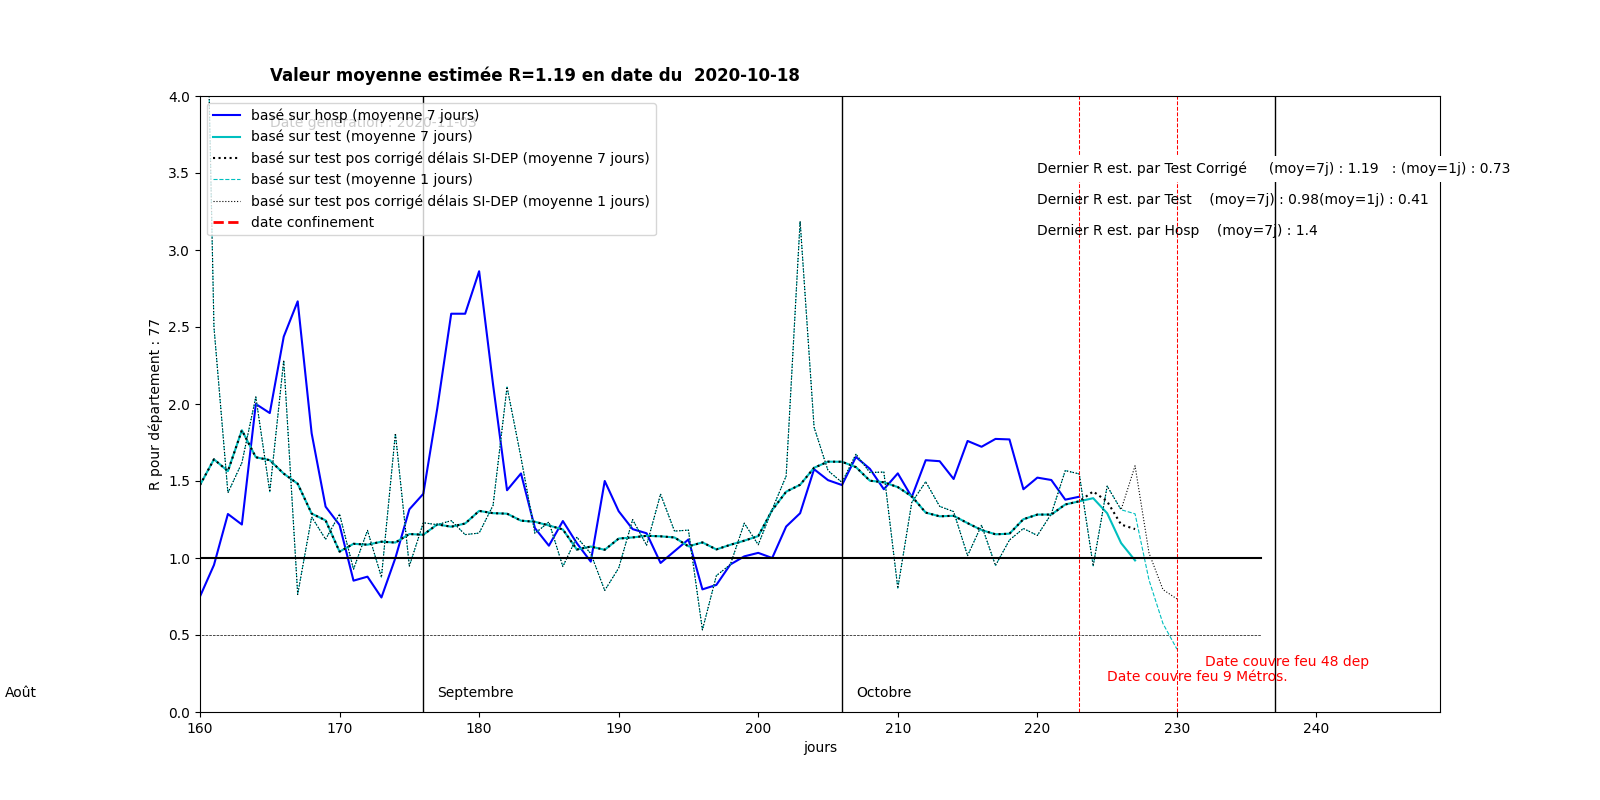 Valeur moyenne estimée R=1.19 en date du  2020-10-18
Date génération : 2020-11-05
basé sur hosp (moyenne 7 jours)
basé sur test (moyenne 7 jours)
basé sur test pos corrigé délais SI-DEP (moyenne 7 jours)
basé sur test (moyenne 1 jours)
basé sur test pos corrigé délais SI-DEP (moyenne 1 jours)
date confinement
Dernier R est. par Test Corrigé     (moy=7j) : 1.19   : (moy=1j) : 0.73
Dernier R est. par Test    (moy=7j) : 0.98(moy=1j) : 0.41
Dernier R est. par Hosp    (moy=7j) : 1.4
R pour département : 77
4.0
3.5
3.0
2.5
2.0
1.5
1.0
0.5
0.0
Date couvre feu 48 dep
Date couvre feu 9 Métros.
Août
Septembre
Octobre
160 170 180 190 200 210 220 230 240
jours